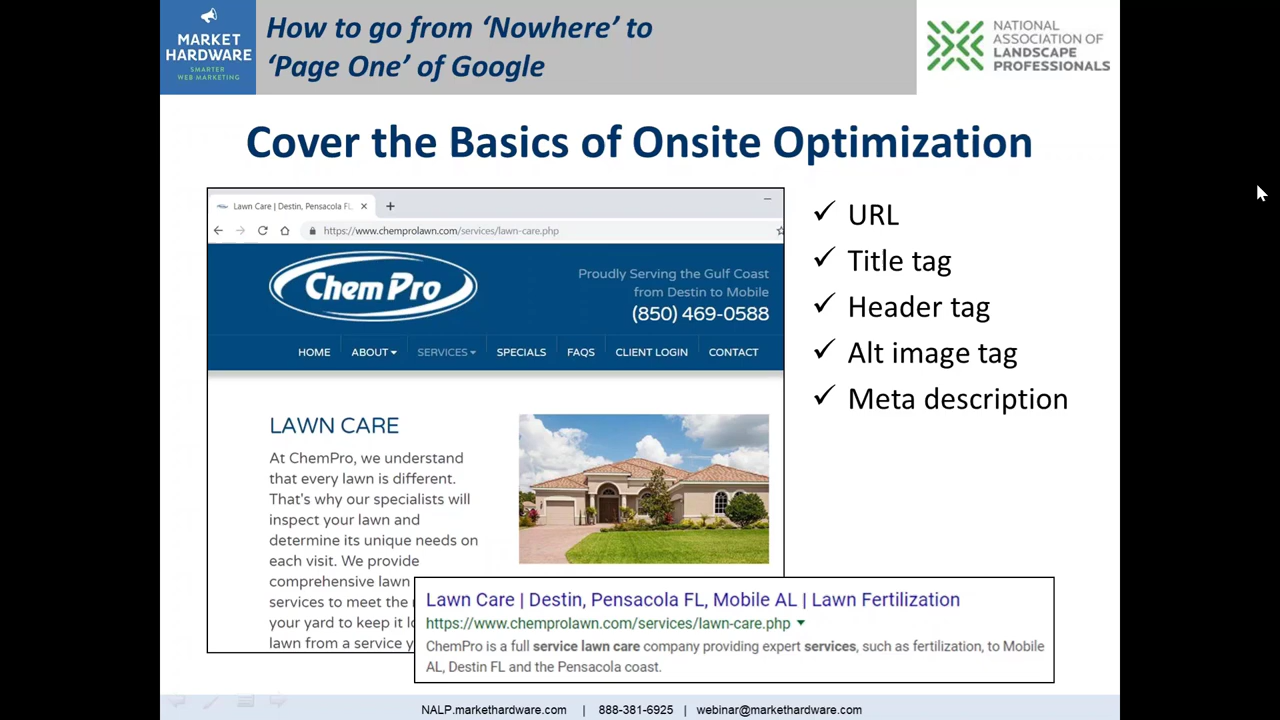 MARKET
HARDWARE
SMARTER
WEB MARKETING
How to go from ‘Nowhere’ to
‘Page One’ of Google
NATIONAL
ASSOCIATION OF
LANDSCAPE
PROFESSIONALS
Cover the Basics of Onsite Optimization
Lawn Care | Destin, Pensacola FL,
https://www.chemprolawn.com/services/lawn-care.php
ChemPro
Proudly Serving the Gulf Coast
from Destin to Mobile
(850) 469-0588
HOME ABOUT SERVICES SPECIALS FAQS CLIENT LOGIN CONTACT
LAWN CARE
At ChemPro, we understand
that every lawn is different.
That's why our specialists will
inspect your lawn and
determine its unique needs on
each visit. We provide
comprehensive lawn
services to meet the
your yard to keep it
lawn from a service
✓ URL
✓ Title tag
✓ Header tag
✓ Alt image tag
✓ Meta description
Lawn Care | Destin, Pensacola FL, Mobile AL | Lawn Fertilization
https://www.chemprolawn.com/services/lawn-care.php
ChemPro is a full service lawn care company providing expert services, such as fertilization, to Mobile
AL, Destin FL and the Pensacola coast.
NALP.markethardware.com | 888-381-6925 | webinar@markethardware.com